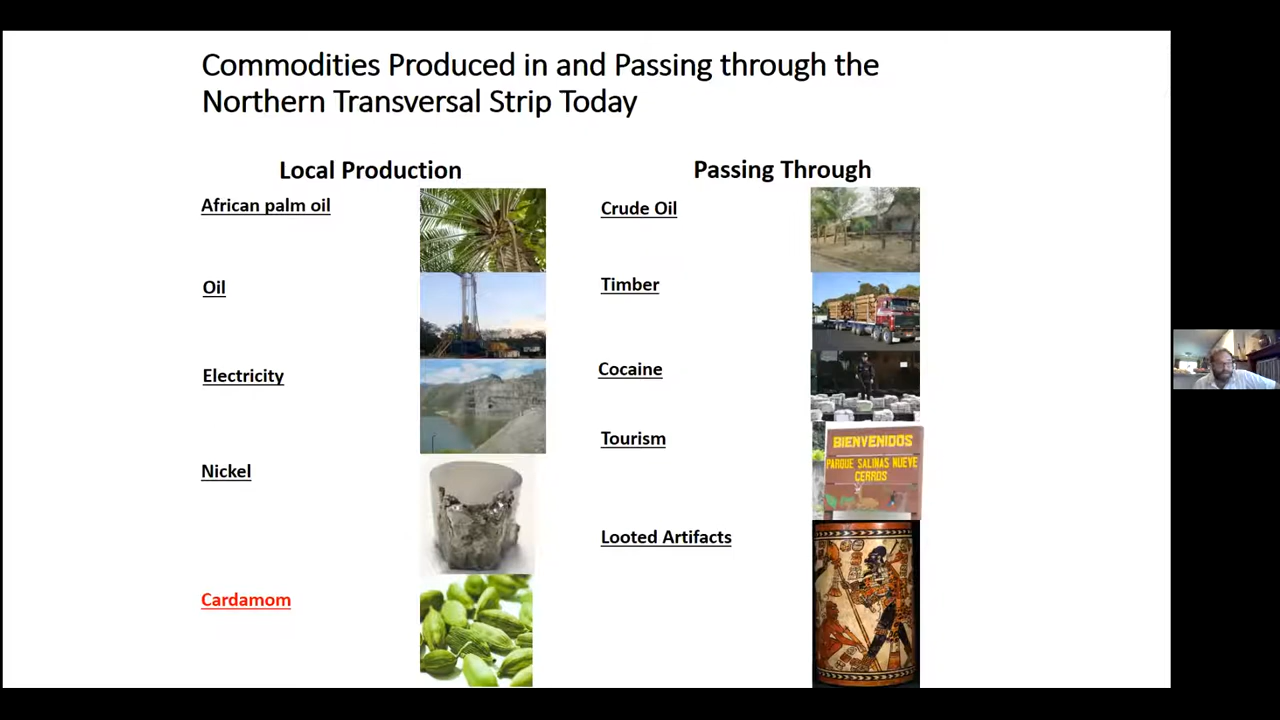 Commodities Produced in and Passing through the
Northern Transversal Strip Today
Local Production
African palm oil
Oil
Electricity
Nickel
Cardamom
Passing Through
Crude Oil
Timber
Cocaine
Tourism
BIENVENIDOS
PARQUE SALINAS NUEVE
CERROS
Looted Artifacts